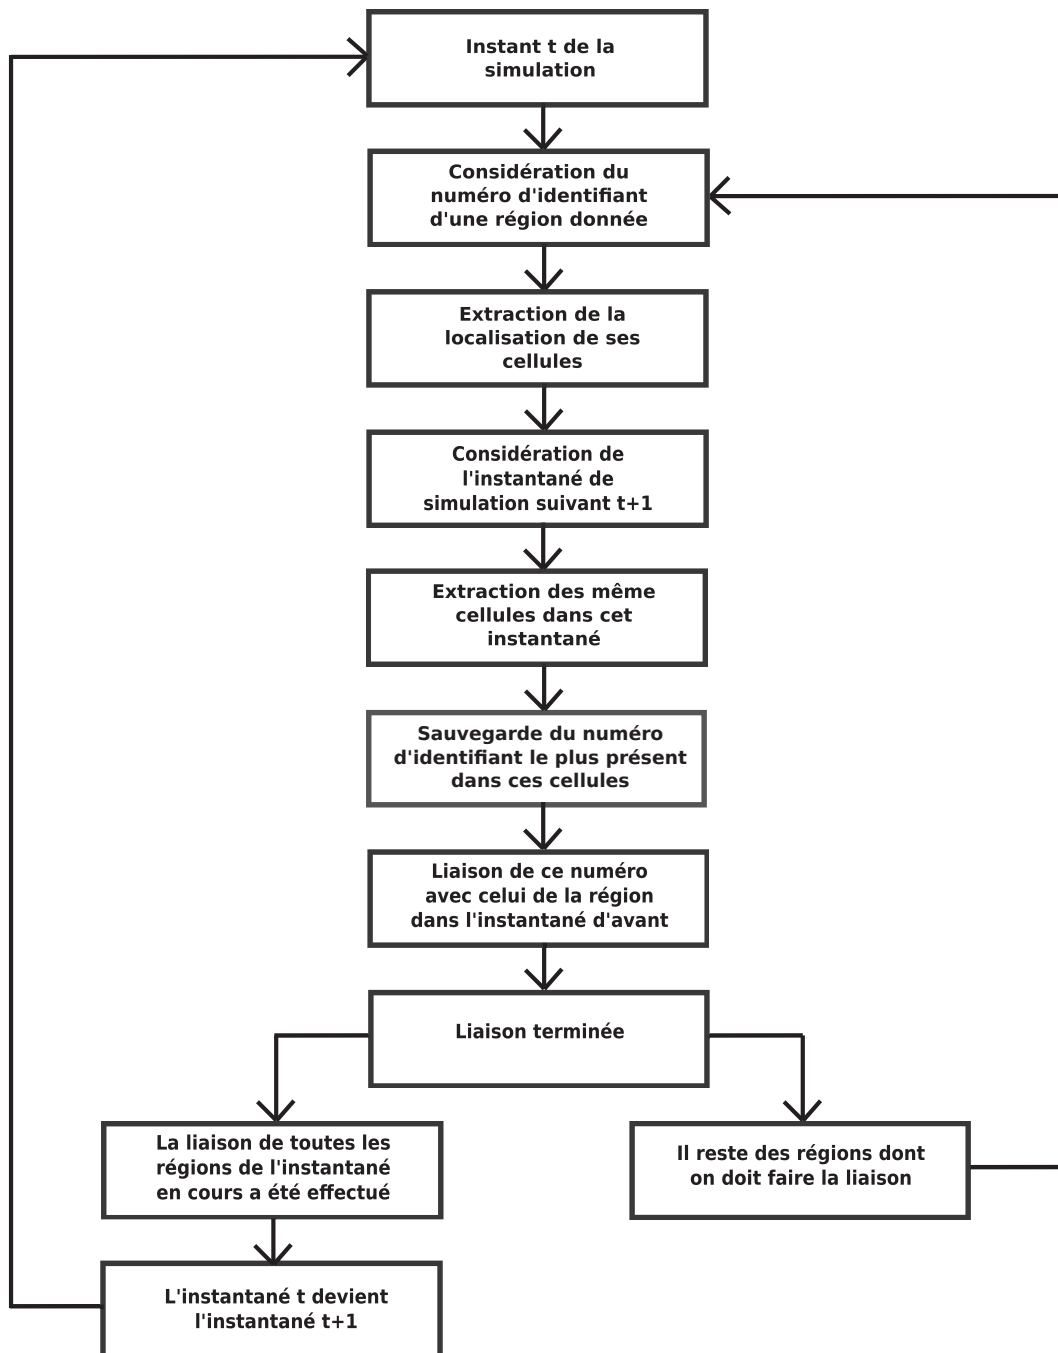 Instant t de la
simulation
Considération du
numéro d'identifiant
d'une région donnée
Extraction de la
localisation de ses
cellules
Considération de
l'instantané de
simulation suivant t+1
Extraction des même
cellules dans cet
instantané
Sauvegarde du numéro
d'identifiant le plus présent
dans ces cellules
Liaison de ce numéro
avec celui de la région
dans l'instantané d'avant
Liaison terminée
La liaison de toutes les
régions de l'instantané
en cours a été effectué
Il reste des régions dont
on doit faire la liaison
L'instantané t devient
l'instantané t+1